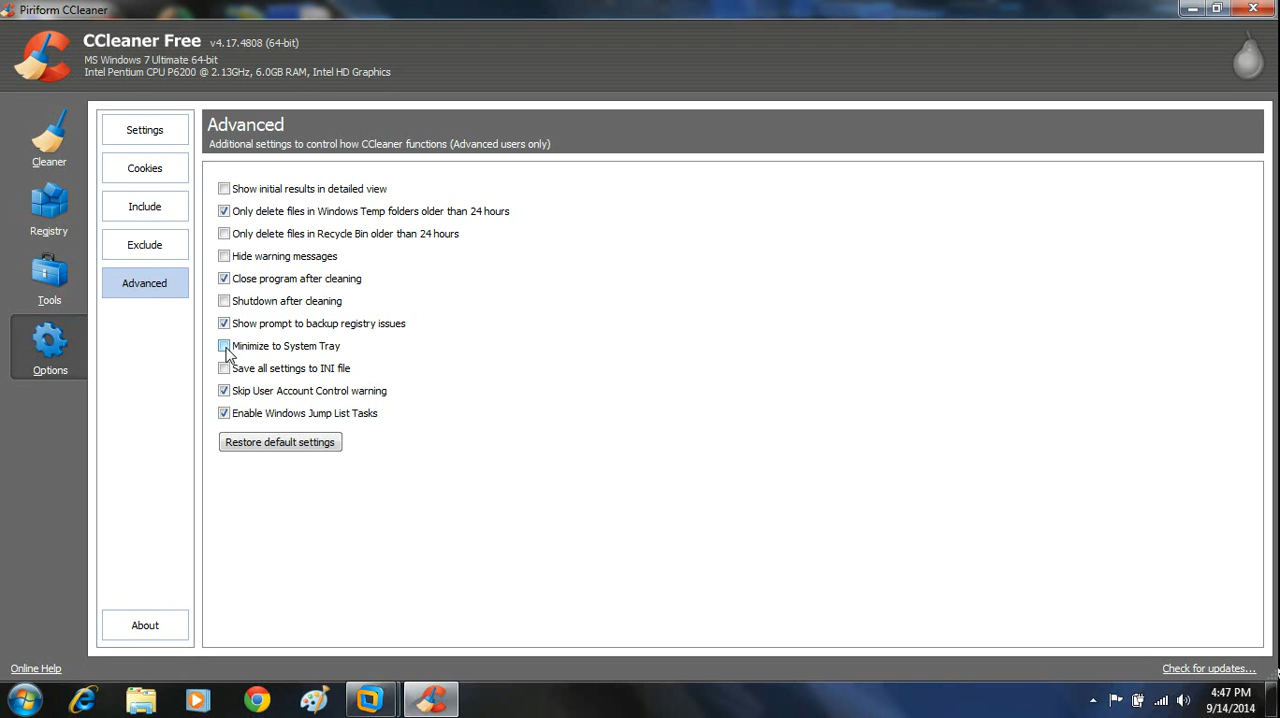 Piriform CCleaner
CCleaner Free v4.17.4808 (64-bit)
MS Windows 7 Ultimate 64-bit
Intel Pentium CPU P6200 @ 2.13GHz, 6.0GB RAM, Intel HD Graphics
Cleaner
Registry
Tools
Options
Settings
Cookies
Include
Exclude
Advanced
About
Advanced
Additional settings to control how CCleaner functions (Advanced users only)
Show initial results in detailed view
Only delete files in Windows Temp folders older than 24 hours
Only delete files in Recycle Bin older than 24 hours
Hide warning messages
Close program after cleaning
Shutdown after cleaning
Show prompt to backup registry issues
Minimize to System Tray
Save all settings to INI file
Skip User Account Control warning
Enable Windows Jump List Tasks
Restore default settings
Online Help
Check for updates...
4:47 PM
9/14/2014